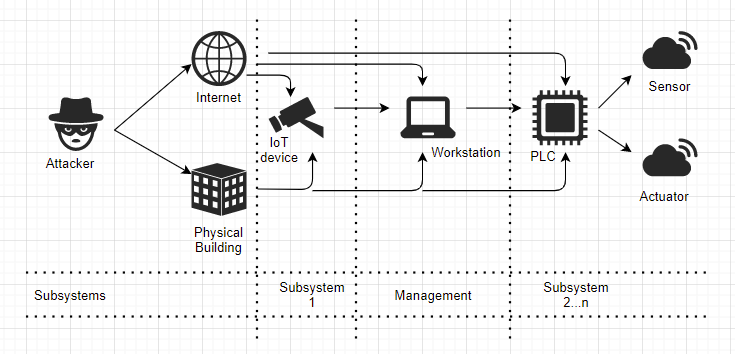 Attacker
Internet
Physical
Building
IoT
device
Workstation
PLC
Sensor
Actuator
Subsystems
Subsystem
1
Management
Subsystem
2...n